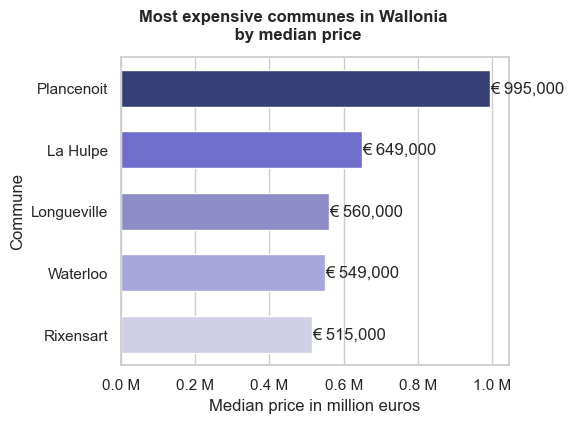 Most expensive communes in Wallonia
by median price
Commune
Plancenoit
€ 995,000
La Hulpe
€ 649,000
Longueville
€ 560,000
Waterloo
€ 549,000
Rixensart
€ 515,000
0.0 M 0.2 M 0.4 M 0.6 M 0.8 M 1.0 M
Median price in million euros